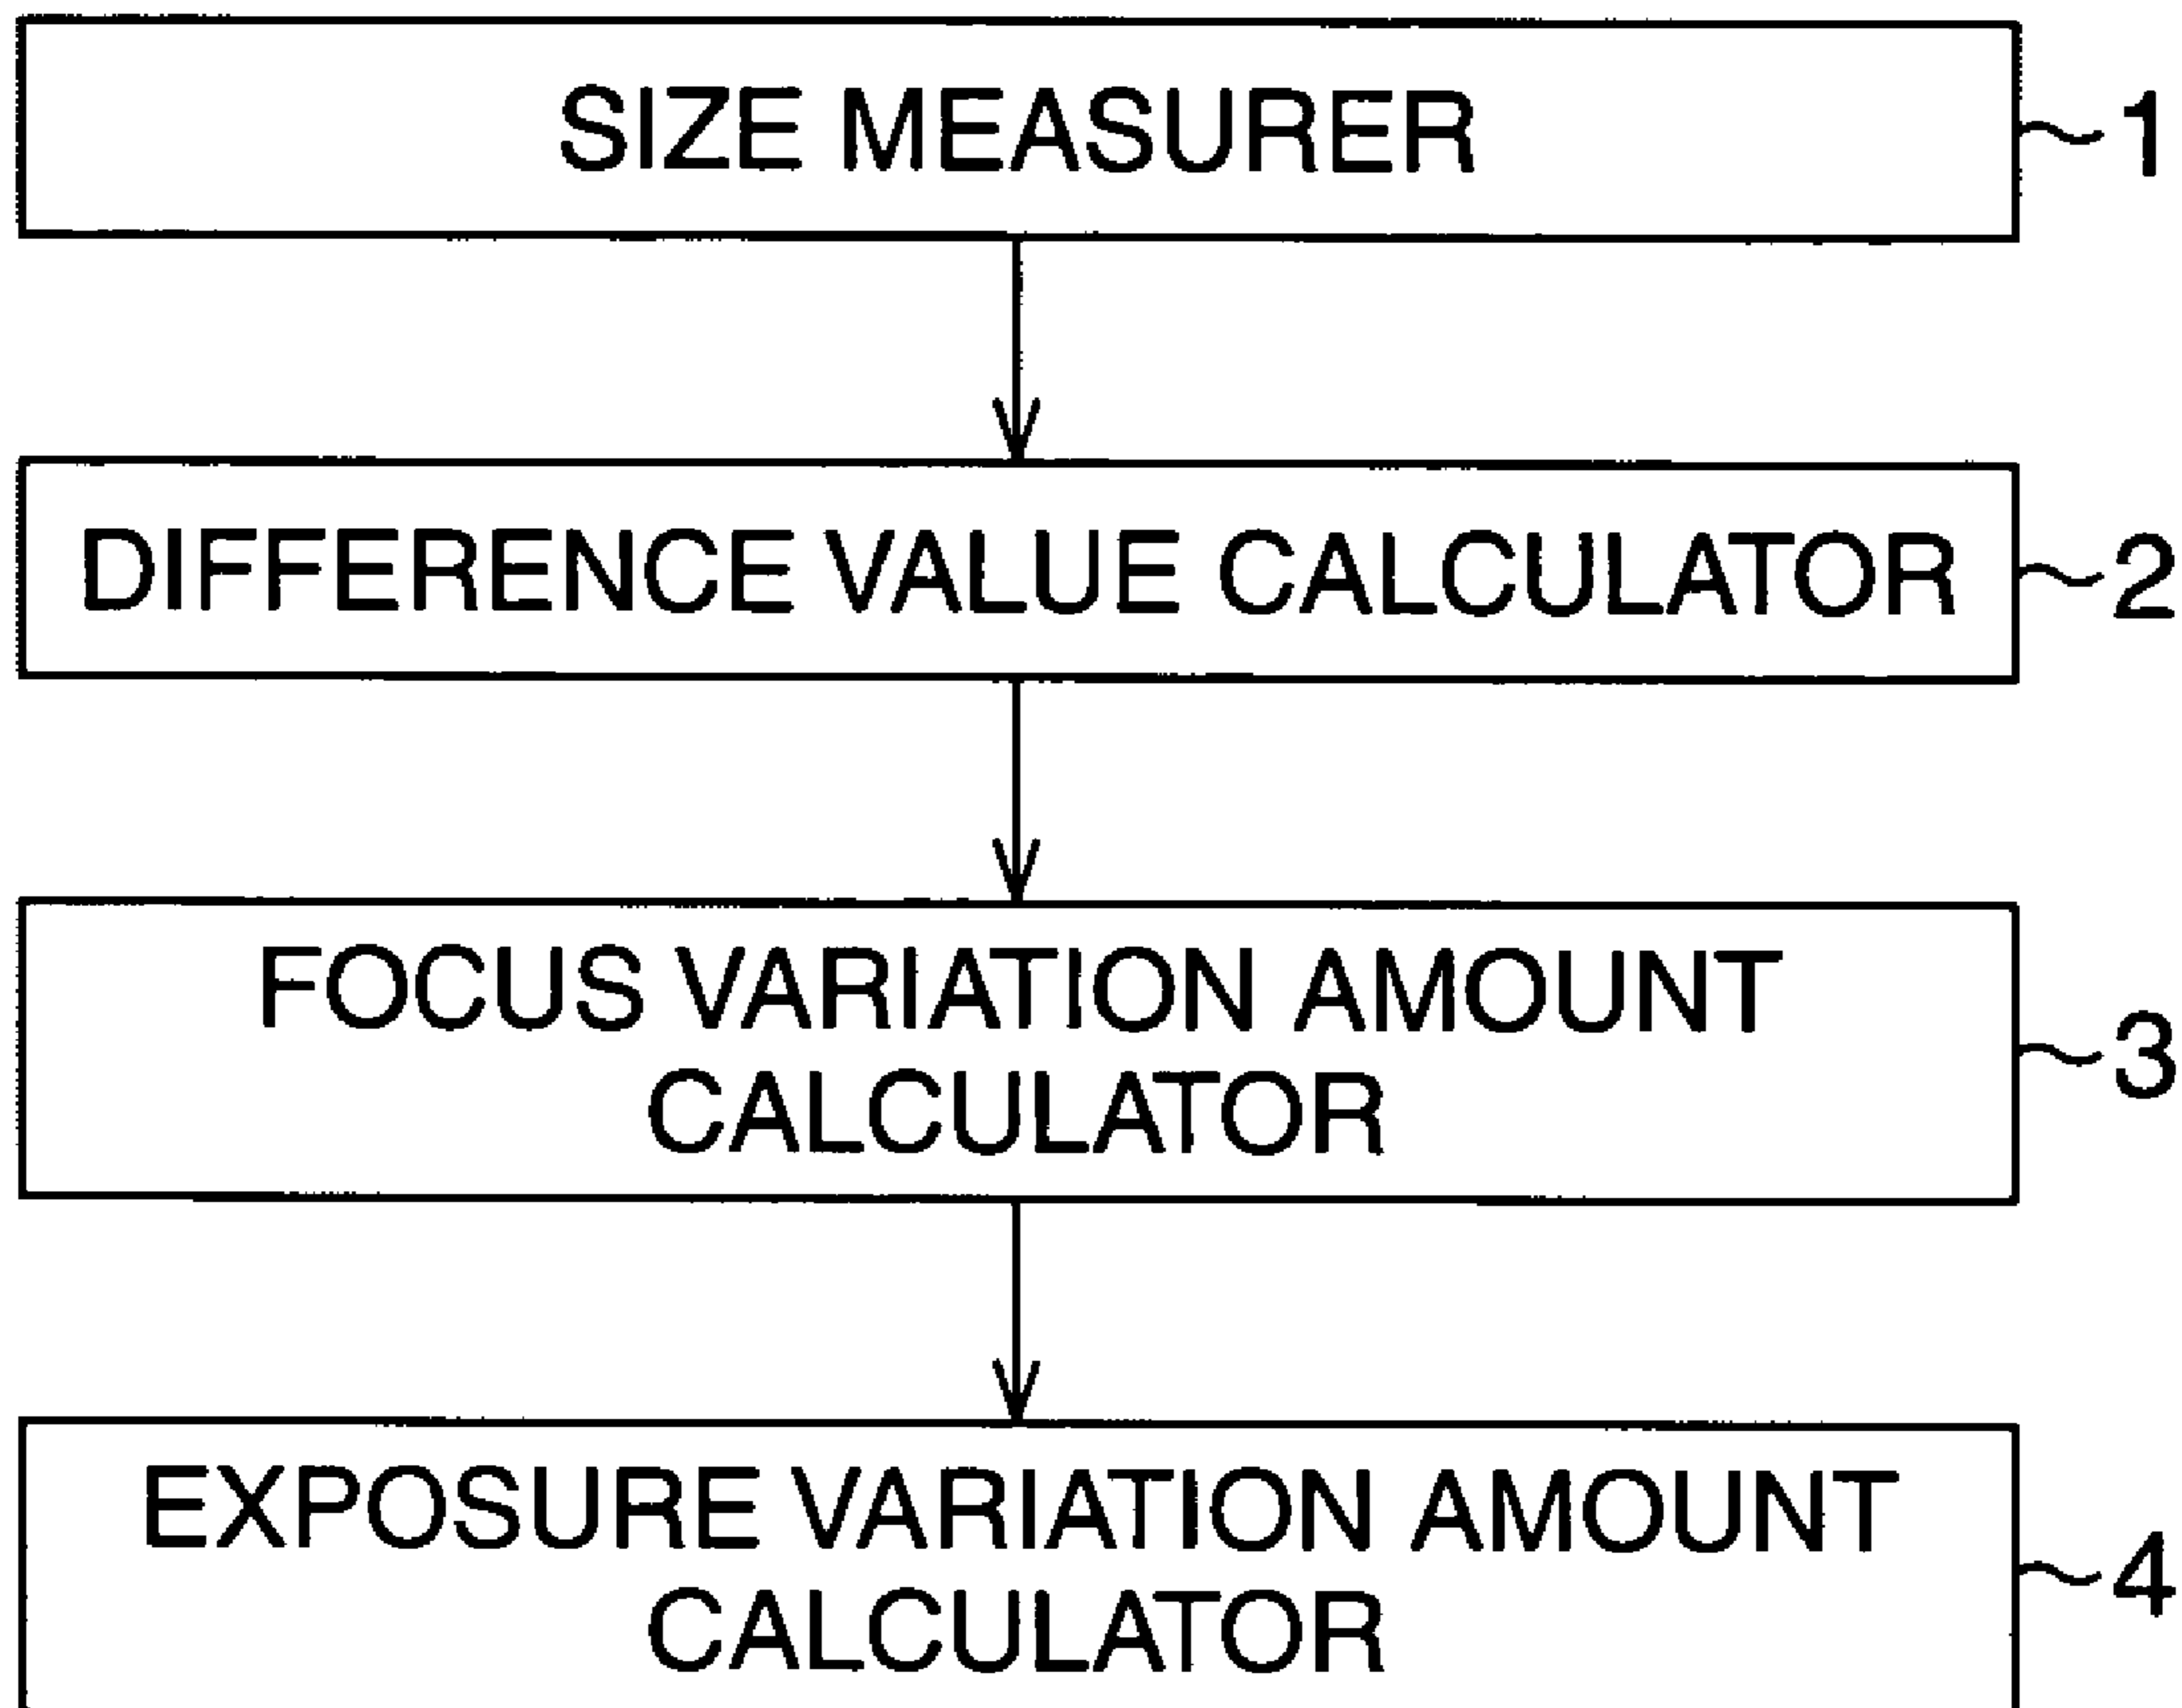 SIZE MEASURER
1
DIFFERENCE VALUE CALCULATOR
2
FOCUS VARIATION AMOUNT
CALCULATOR
3
EXPOSURE VARIATION AMOUNT
CALCULATOR
4